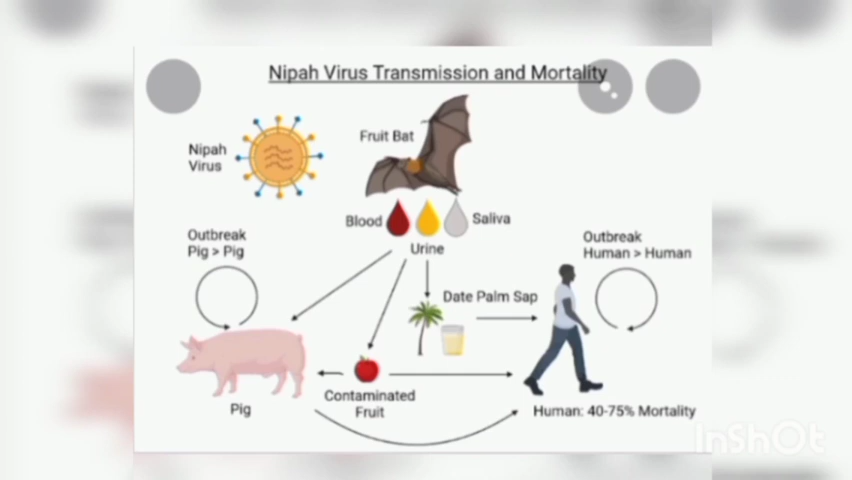 Nipah Virus Transmission and Mortality
Nipah
Virus
Fruit Bat
Blood
Saliva
Urine
Outbreak
Pig > Pig
Outbreak
Human > Human
Date Palm Sap
Contaminated
Fruit
Pig
Human: 40-75% Mortality
InShOt